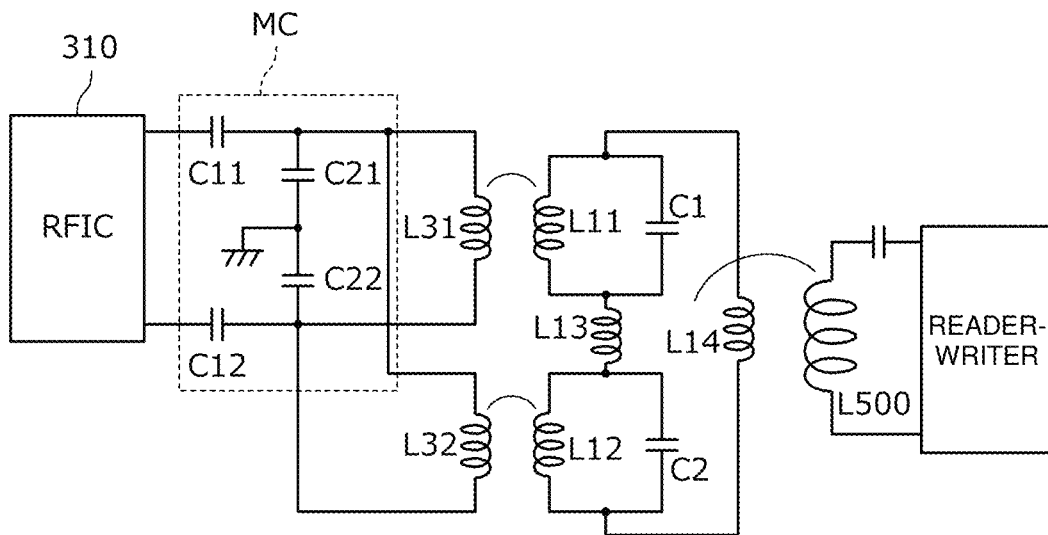 MC
310
C11
C21
RFIC
L31
L11
C1
C22
L13
L14
C12
READER-
WRITER
L500
L32
L12
C2